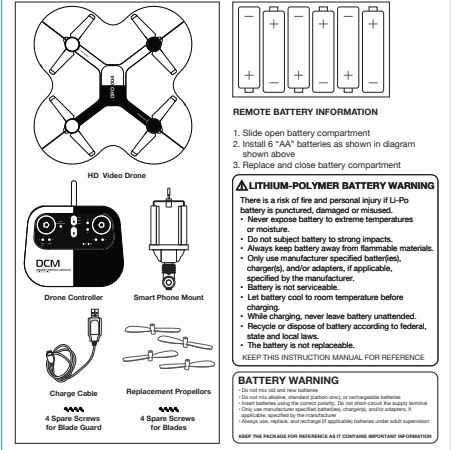 DRO-004
HD Video Drone
DCM
Drone Controller
Smart Phone Mount
Charge Cable
Replacement Propellors
4 Spare Screws
for Blade Guard
4 Spare Screws
for Blades
REMOTE BATTERY INFORMATION
1. Slide open battery compartment
2. Install 6 "AA" batteries as shown in diagram
shown above
3. Replace and close battery compartment
LITHIUM-POLYMER BATTERY WARNING
There is a risk of fire and personal injury if Li-Po
battery is punctured, damaged or misused.
• Never expose battery to extreme temperatures
or moisture.
• Do not subject battery to strong impacts.
• Always keep battery away from flammable materials.
• Only use manufacturer specified batter(ies),
charger(s), and/or adapters, if applicable,
specified by the manufacturer.
• Battery is not serviceable.
• Let battery cool to room temperature before
charging.
• While charging, never leave battery unattended.
• Recycle or dispose of battery according to federal,
state and local laws.
• The battery is not replaceable.
KEEP THIS INSTRUCTION MANUAL FOR REFERENCE
BATTERY WARNING
• Do not mix old and new batteries
• Do not mix alkaline, standard (carbon-zinc), or rechargeable batteries
• Insert batteries using the correct polarity. Do not short-circuit the supply terminal
• Only use manufacturer specified batter(ies), charger(s), and/or adapters, if
applicable, specified by the manufacturer
• Always use, replace, and recharge (if applicable) batteries under adult supervision
KEEP THE PACKAGE FOR REFERENCE AS IT CONTAINS IMPORTANT INFORMATION